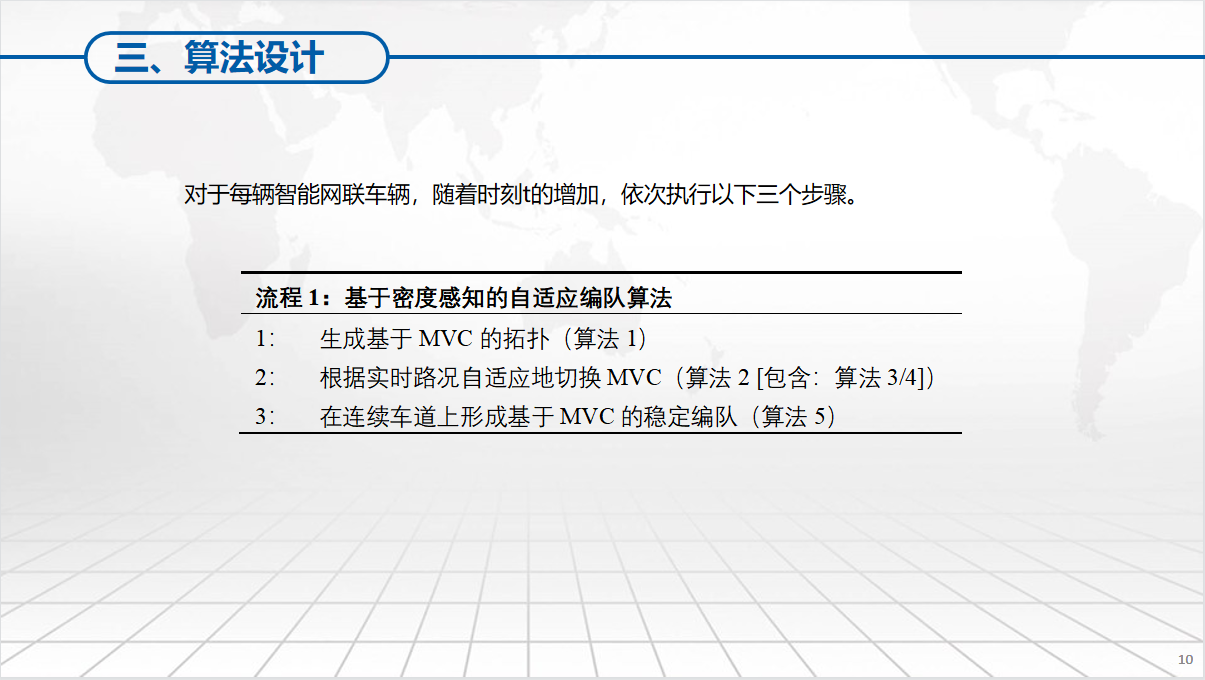 三、算法设计
对于每辆智能网联车辆，随着时刻t的增加，依次执行以下三个步骤。
流程 1：基于密度感知的自适应编队算法
1： 生成基于 MVC 的拓扑（算法 1）
2： 根据实时路况自适应地切换 MVC（算法 2 [包含：算法 3/4]）
3： 在连续车道上形成基于 MVC 的稳定编队（算法 5）
10